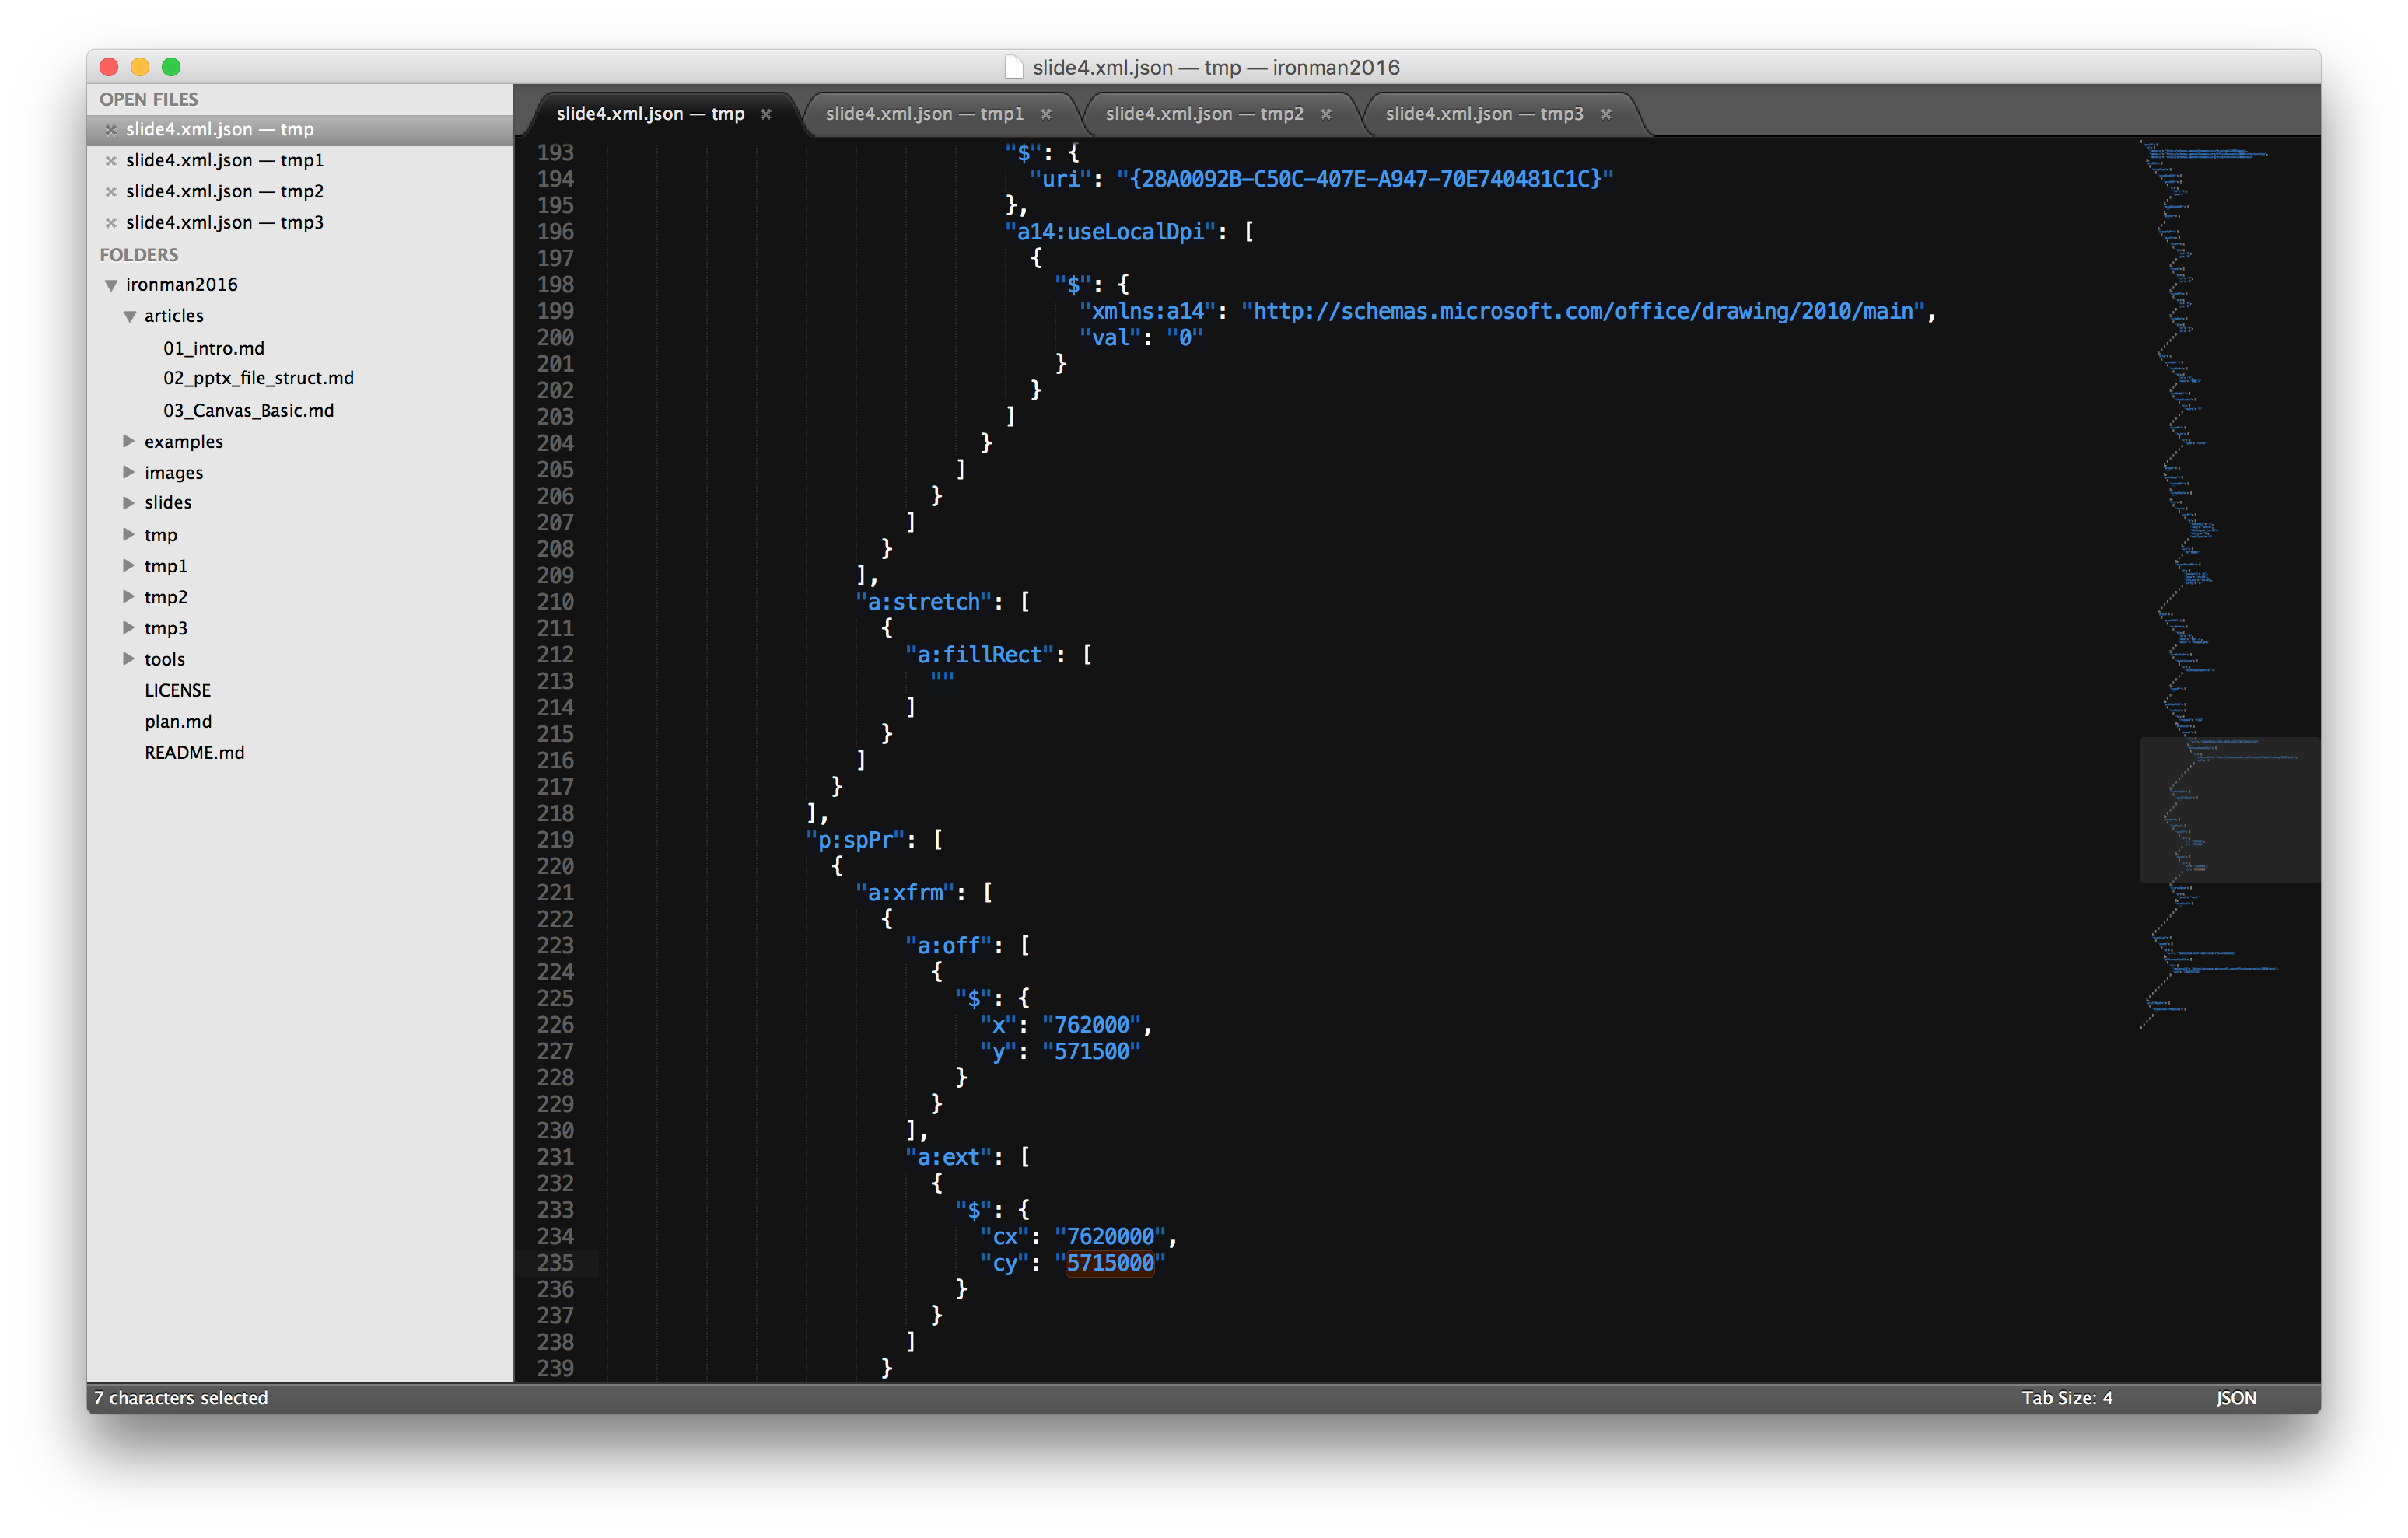 slide4.xml.json — tmp — ironman2016
OPEN FILES
slide4.xml.json — tmp
slide4.xml.json — tmp1
slide4.xml.json — tmp2
slide4.xml.json — tmp3
FOLDERS
ironman2016
articles
01_intro.md
02_pptx_file_struct.md
03_Canvas_Basic.md
examples
images
slides
tmp
tmp1
tmp2
tmp3
tools
LICENSE
plan.md
README.md
slide4.xml.json — tmp
slide4.xml.json — tmp1
slide4.xml.json — tmp2
slide4.xml.json — tmp3
193 "$": {
194 "uri": "{28A0092B-C50C-407E-A947-70E740481C1C}"
195 },
196 "a14:useLocalDpi": [
197 {
198 "$": {
199 "xmlns:a14": "http://schemas.microsoft.com/office/drawing/2010/main",
200 "val": "0"
201 }
202 }
203 ]
204 }
205 ]
206 }
207 ]
208 }
209 ],
210 "a:stretch": [
211 {
212 "a:fillRect": [
213 ""
214 ]
215 }
216 ]
217 }
218 ],
219 "p:spPr": [
220 {
221 "a:xfrm": [
222 {
223 "a:off": [
224 {
225 "$": {
226 "x": "762000",
227 "y": "571500"
228 }
229 }
230 ],
231 "a:ext": [
232 {
233 "$": {
234 "cx": "7620000",
235 "cy": "5715000"
236 }
237 }
238 ]
239 }
7 characters selected
Tab Size: 4
JSON